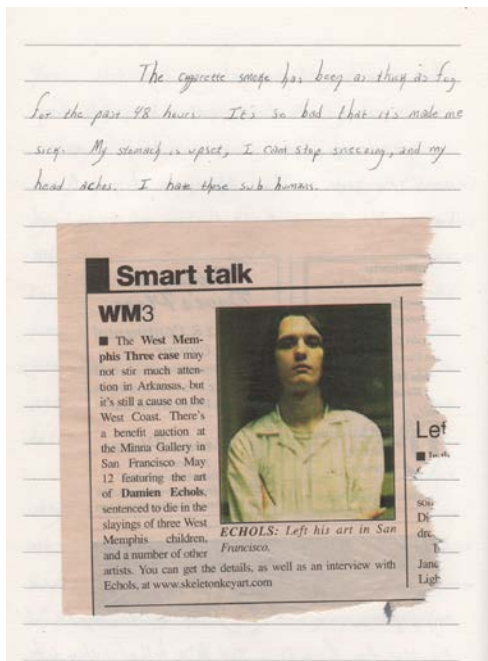 The cigarette smoke has been as thick as fog
for the past 48 hours. It's so bad that it's made me
sick. My stomach is upset, I cant stop sneezing, and my
head aches. I hate these sub humans.
Smart talk
WM3
■ The West Mem-
phis Three case may
not stir much atten-
tion in Arkansas, but
it's still a cause on the
West Coast. There's
a benefit auction at
the Minna Gallery in
San Francisco May
12 featuring the art
of Damien Echols,
sentenced to die in the
slayings of three West
Memphis children,
and a number of other
artists. You can get the details, as well as an interview with
Echols, at www.skeletonkeyart.com
ECHOLS: Left his art in San
Francisco.
Lef
■ In th
sou
Di
dre
Jane
Ligh